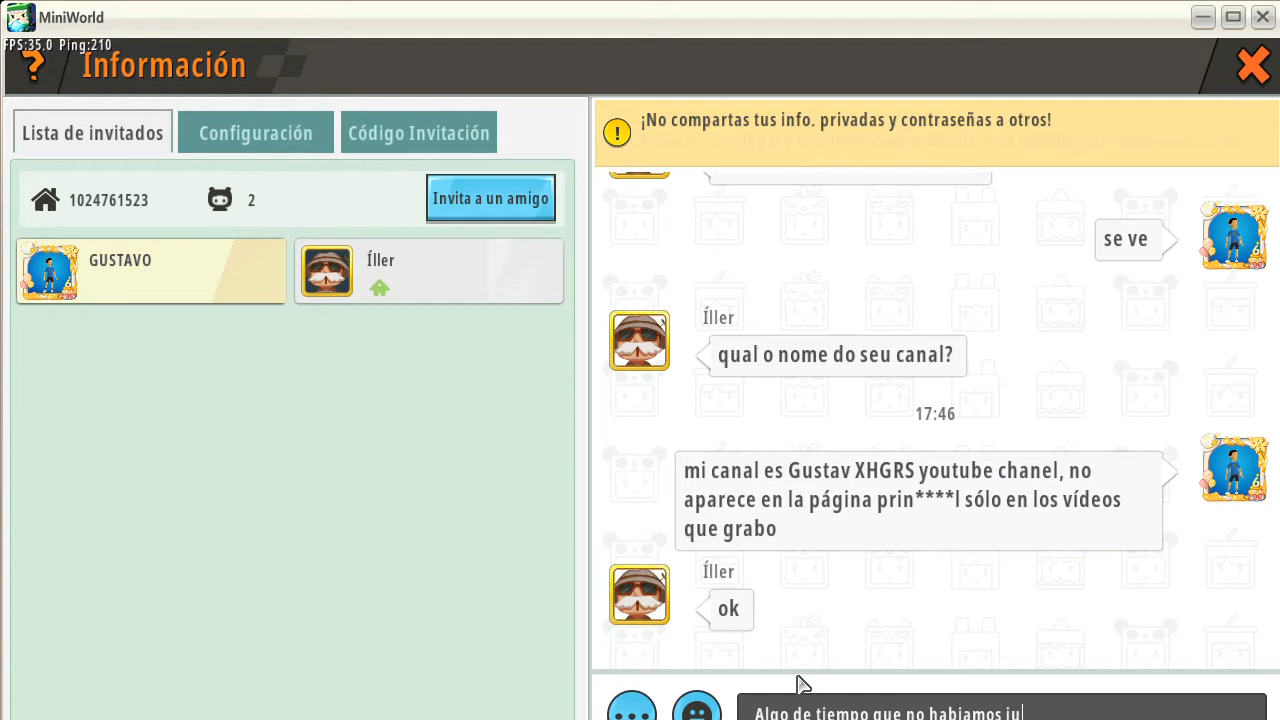 MiniWorld
FPS:35.0 Ping:210
?
Información
Lista de invitados
Configuración
Código Invitación
1024761523
2
Invita a un amigo
GUSTAVO
Íller
¡No compartas tus info. privadas y contraseñas a otros!
se ve
Íller
qual o nome do seu canal?
17:46
mi canal es Gustav XHGRS youtube chanel, no
aparece en la página prin****l sólo en los vídeos
que grabo
Íller
ok
Algo de tiempo que no habiamos ju